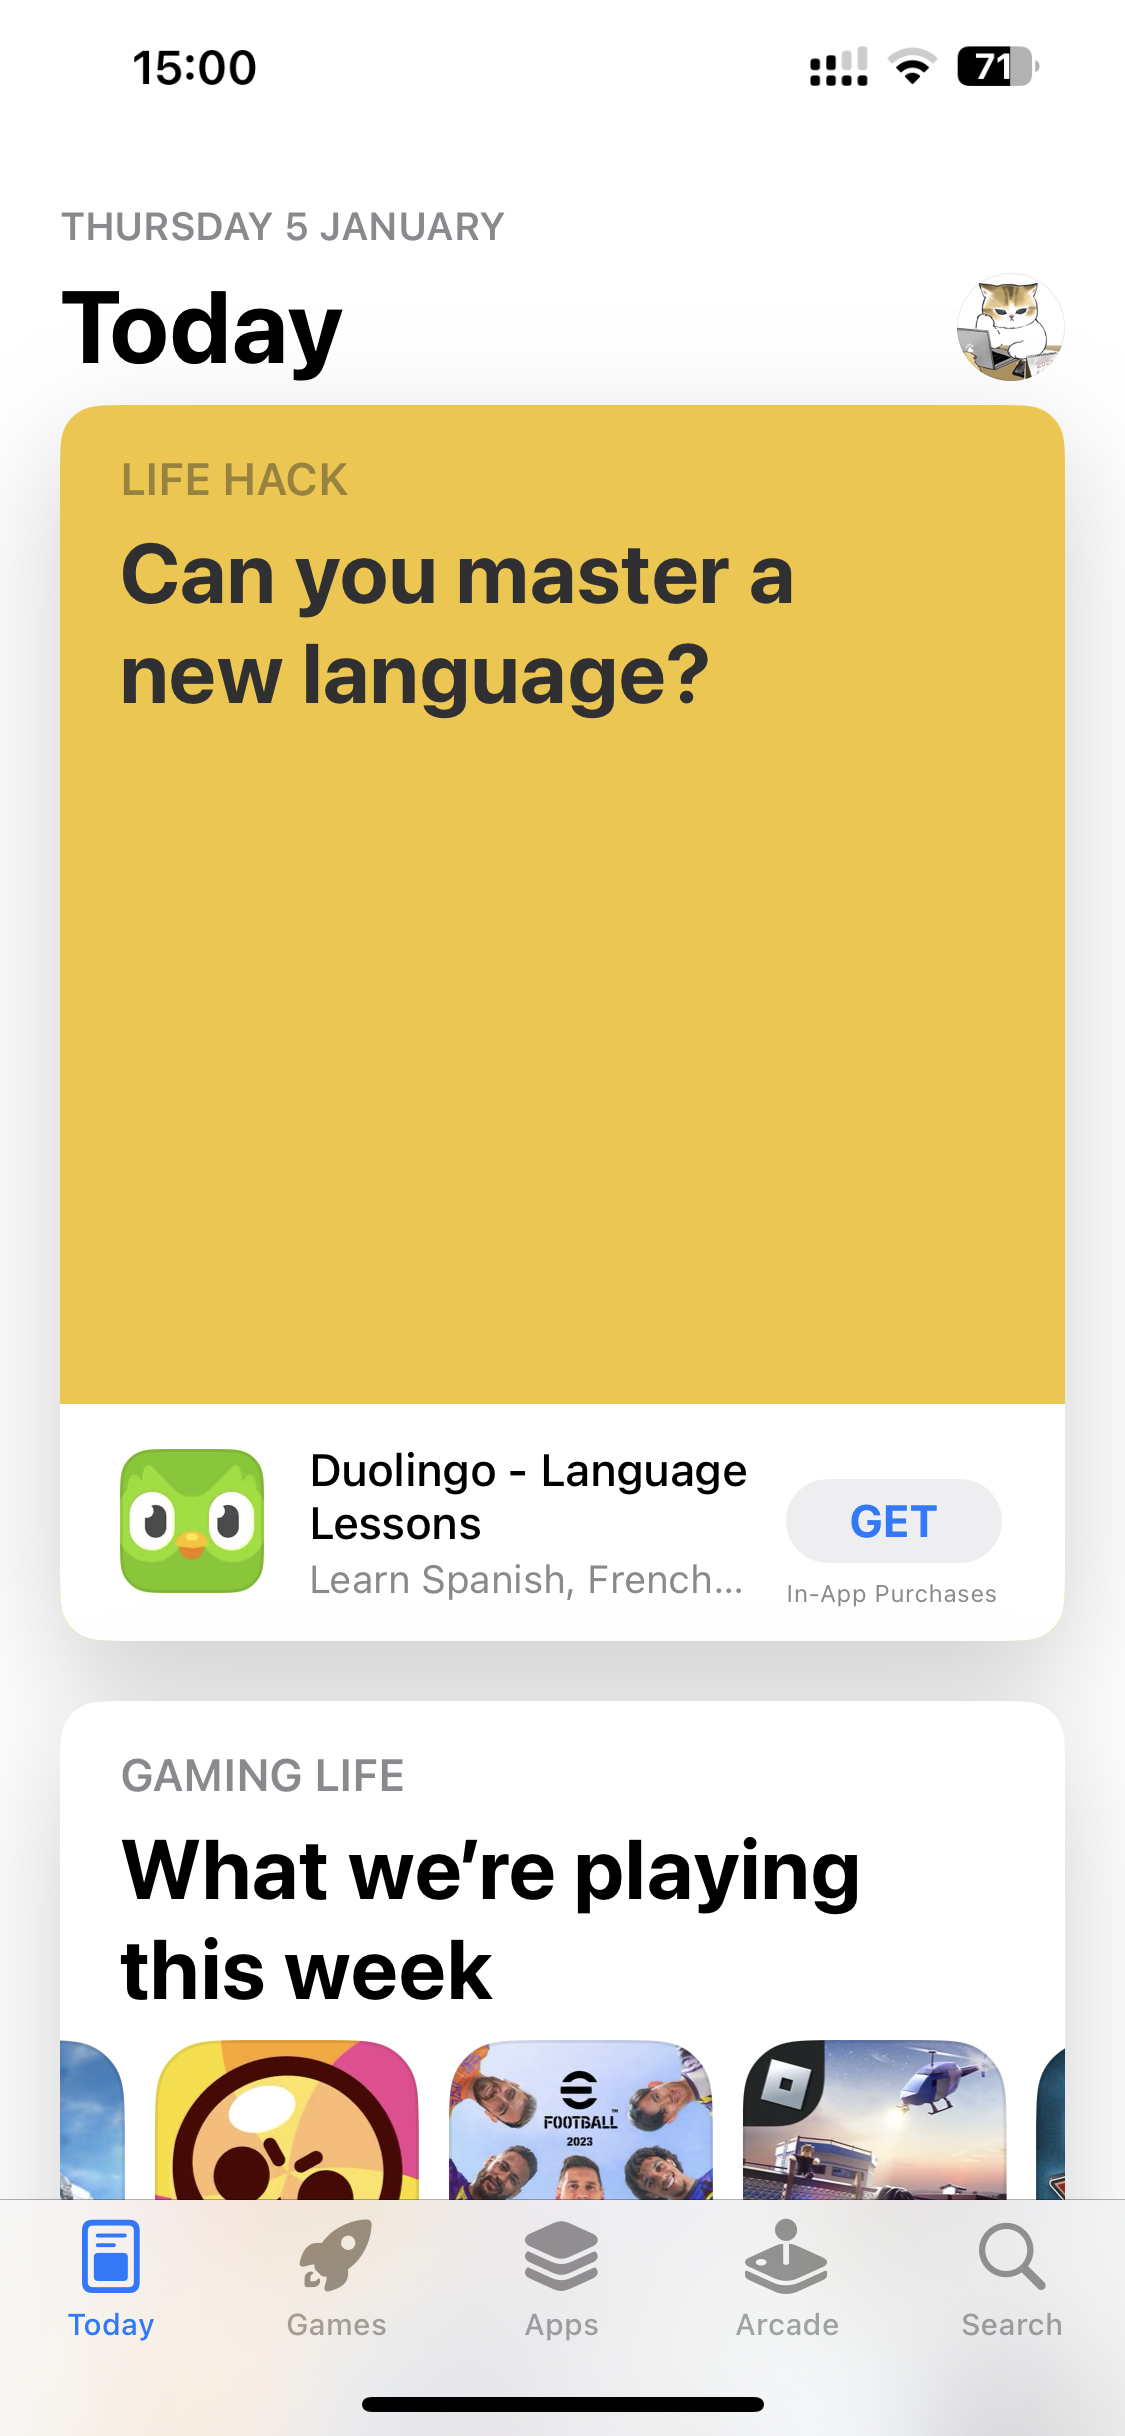 15:00
71
THURSDAY 5 JANUARY
Today
LIFE HACK
Can you master a
new language?
Duolingo - Language
Lessons
Learn Spanish, French...
GET
In-App Purchases
GAMING LIFE
What we’re playing
this week
FOOTBALL™
2023
Today
Games
Apps
Arcade
Search